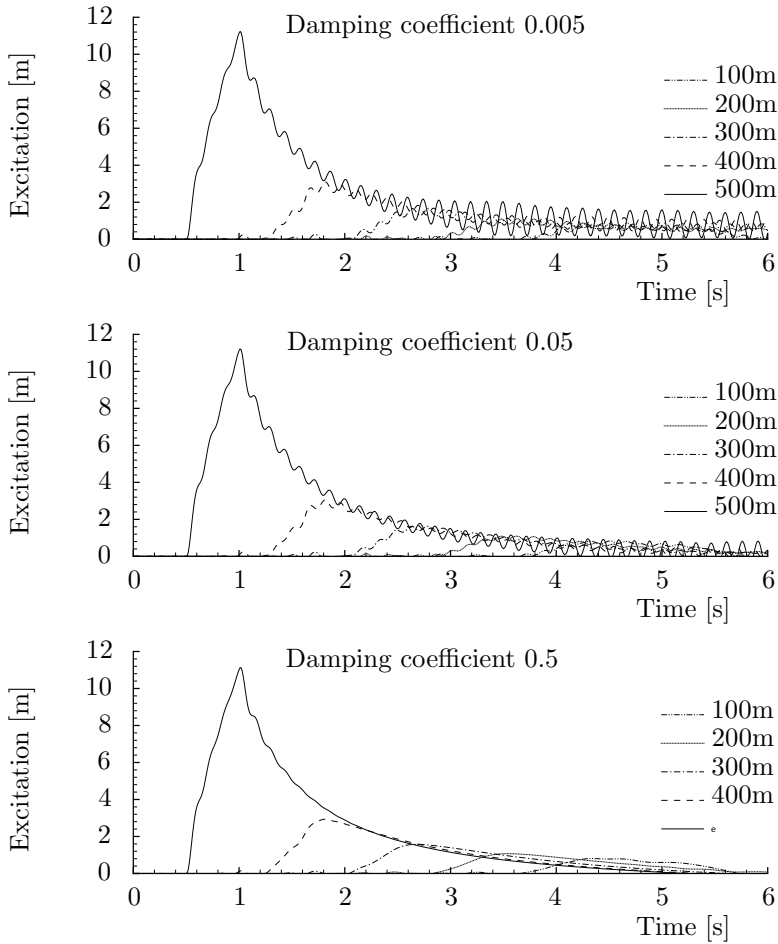 Damping coefficient 0.005
Excitation [m]
12
10
8
6
4
2
0
100m
200m
300m
400m
500m
0 1 2 3 4 5 6
Time [s]
Damping coefficient 0.05
Excitation [m]
12
10
8
6
4
2
0
100m
200m
300m
400m
500m
0 1 2 3 4 5 6
Time [s]
Damping coefficient 0.5
Excitation [m]
12
10
8
6
4
2
0
100m
200m
300m
400m
e
0 1 2 3 4 5 6
Time [s]